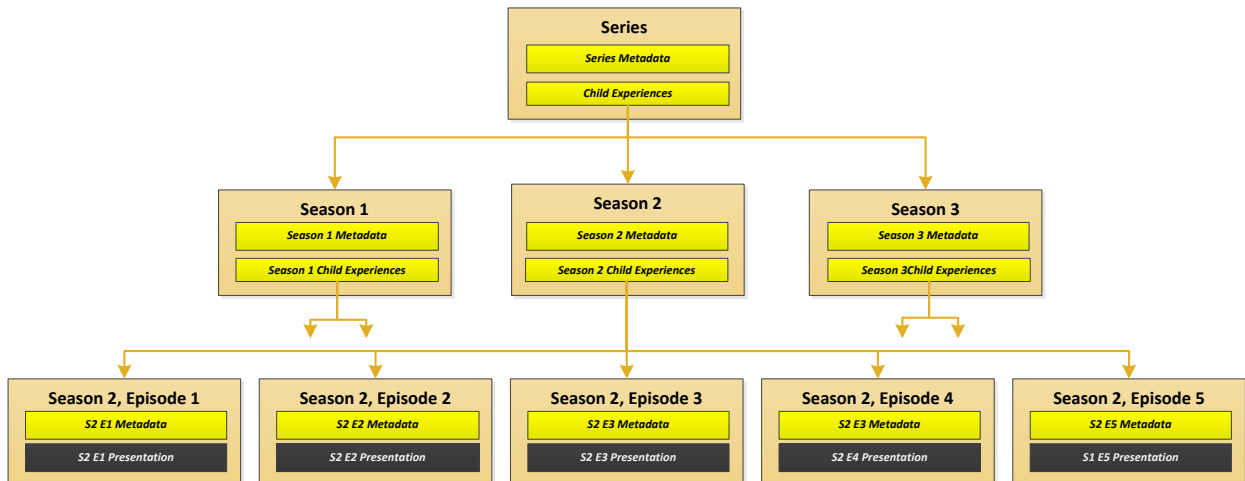 Series
Series Metadata
Child Experiences
Season 1
Season 1 Metadata
Season 1 Child Experiences
Season 2
Season 2 Metadata
Season 2 Child Experiences
Season 3
Season 3 Metadata
Season 3Child Experiences
Season 2, Episode 1
S2 E1 Metadata
S2 E1 Presentation
Season 2, Episode 2
S2 E2 Metadata
S2 E2 Presentation
Season 2, Episode 3
S2 E3 Metadata
S2 E3 Presentation
Season 2, Episode 4
S2 E3 Metadata
S2 E4 Presentation
Season 2, Episode 5
S2 E5 Metadata
S1 E5 Presentation